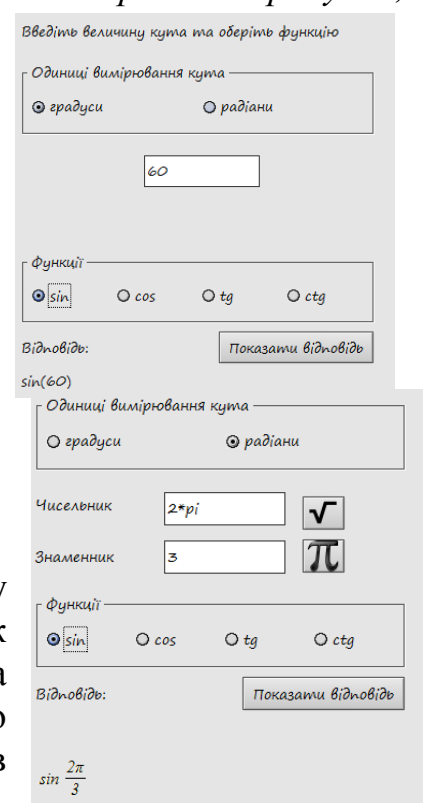 Введіть величину кута та оберіть функцію
Одиниці вимірювання кута
градуси радіани
60
Функції
sin cos tg ctg
Відповідь: Показати відповідь
sin(60)
Одиниці вимірювання кута
градуси радіани
Чисельник 2*pi √
Знаменник 3 π
Функції
sin cos tg ctg
Відповідь: Показати відповідь
sin 2π/3